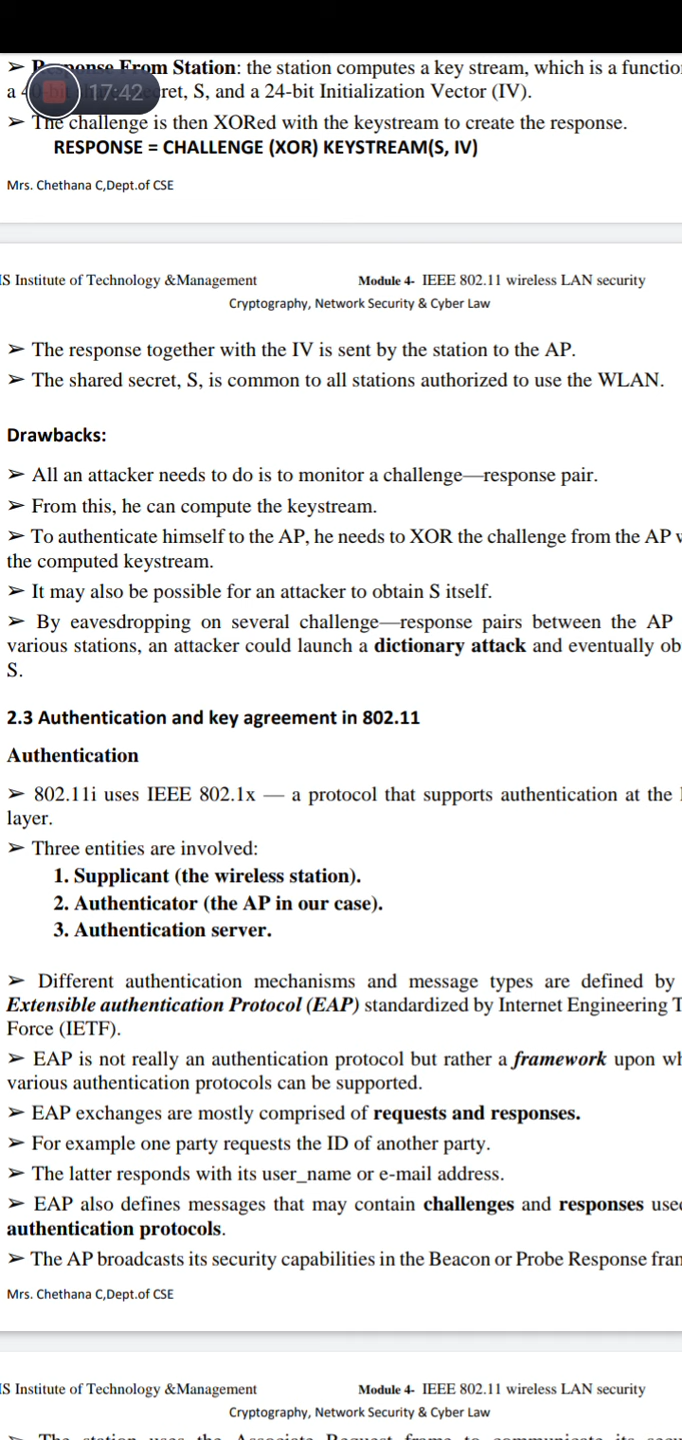 ➢ Response From Station: the station computes a key stream, which is a functio
a 4 17:42 ret, S, and a 24-bit Initialization Vector (IV).
➢ The challenge is then XORed with the keystream to create the response.
RESPONSE = CHALLENGE (XOR) KEYSTREAM(S, IV)
Mrs. Chethana C,Dept.of CSE
IS Institute of Technology &Management Module 4- IEEE 802.11 wireless LAN security
Cryptography, Network Security & Cyber Law
➢ The response together with the IV is sent by the station to the AP.
➢ The shared secret, S, is common to all stations authorized to use the WLAN.
Drawbacks:
➢ All an attacker needs to do is to monitor a challenge—response pair.
➢ From this, he can compute the keystream.
➢ To authenticate himself to the AP, he needs to XOR the challenge from the AP
the computed keystream.
➢ It may also be possible for an attacker to obtain S itself.
➢ By eavesdropping on several challenge—response pairs between the AP
various stations, an attacker could launch a dictionary attack and eventually ob
S.
2.3 Authentication and key agreement in 802.11
Authentication
➢ 802.11i uses IEEE 802.1x — a protocol that supports authentication at the
layer.
➢ Three entities are involved:
1. Supplicant (the wireless station).
2. Authenticator (the AP in our case).
3. Authentication server.
➢ Different authentication mechanisms and message types are defined by
Extensible authentication Protocol (EAP) standardized by Internet Engineering T
Force (IETF).
➢ EAP is not really an authentication protocol but rather a framework upon wh
various authentication protocols can be supported.
➢ EAP exchanges are mostly comprised of requests and responses.
➢ For example one party requests the ID of another party.
➢ The latter responds with its user_name or e-mail address.
➢ EAP also defines messages that may contain challenges and responses use
authentication protocols.
➢ The AP broadcasts its security capabilities in the Beacon or Probe Response fran
Mrs. Chethana C,Dept.of CSE
IS Institute of Technology &Management Module 4- IEEE 802.11 wireless LAN security
Cryptography, Network Security & Cyber Law